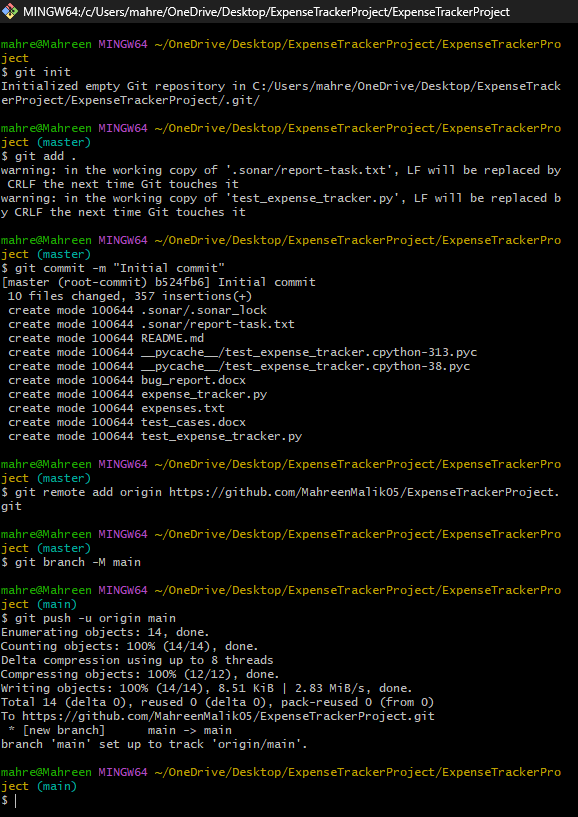 MINGW64:/c/Users/mahre/OneDrive/Desktop/ExpenseTrackerProject/ExpenseTrackerProject
mahre@Mahreen MINGW64 ~/OneDrive/Desktop/ExpenseTrackerProject/ExpenseTrackerPro
ject
$ git init
Initialized empty Git repository in C:/Users/mahre/OneDrive/Desktop/ExpenseTrack
erProject/ExpenseTrackerProject/.git/
mahre@Mahreen MINGW64 ~/OneDrive/Desktop/ExpenseTrackerProject/ExpenseTrackerPro
ject (master)
$ git add .
warning: in the working copy of '.sonar/report-task.txt', LF will be replaced by
 CRLF the next time Git touches it
warning: in the working copy of 'test_expense_tracker.py', LF will be replaced b
y CRLF the next time Git touches it
mahre@Mahreen MINGW64 ~/OneDrive/Desktop/ExpenseTrackerProject/ExpenseTrackerPro
ject (master)
$ git commit -m "Initial commit"
[master (root-commit) b524fb6] Initial commit
 10 files changed, 357 insertions(+)
 create mode 100644 .sonar/.sonar_lock
 create mode 100644 .sonar/report-task.txt
 create mode 100644 README.md
 create mode 100644 __pycache__/test_expense_tracker.cpython-313.pyc
 create mode 100644 __pycache__/test_expense_tracker.cpython-38.pyc
 create mode 100644 bug_report.docx
 create mode 100644 expense_tracker.py
 create mode 100644 expenses.txt
 create mode 100644 test_cases.docx
 create mode 100644 test_expense_tracker.py
mahre@Mahreen MINGW64 ~/OneDrive/Desktop/ExpenseTrackerProject/ExpenseTrackerPro
ject (master)
$ git remote add origin https://github.com/MahreenMalik05/ExpenseTrackerProject.
git
mahre@Mahreen MINGW64 ~/OneDrive/Desktop/ExpenseTrackerProject/ExpenseTrackerPro
ject (master)
$ git branch -M main
mahre@Mahreen MINGW64 ~/OneDrive/Desktop/ExpenseTrackerProject/ExpenseTrackerPro
ject (main)
$ git push -u origin main
Enumerating objects: 14, done.
Counting objects: 100% (14/14), done.
Delta compression using up to 8 threads
Compressing objects: 100% (12/12), done.
Writing objects: 100% (14/14), 8.51 KiB | 2.83 MiB/s, done.
Total 14 (delta 0), reused 0 (delta 0), pack-reused 0 (from 0)
To https://github.com/MahreenMalik05/ExpenseTrackerProject.git
 * [new branch]      main -> main
branch 'main' set up to track 'origin/main'.
mahre@Mahreen MINGW64 ~/OneDrive/Desktop/ExpenseTrackerProject/ExpenseTrackerPro
ject (main)
$